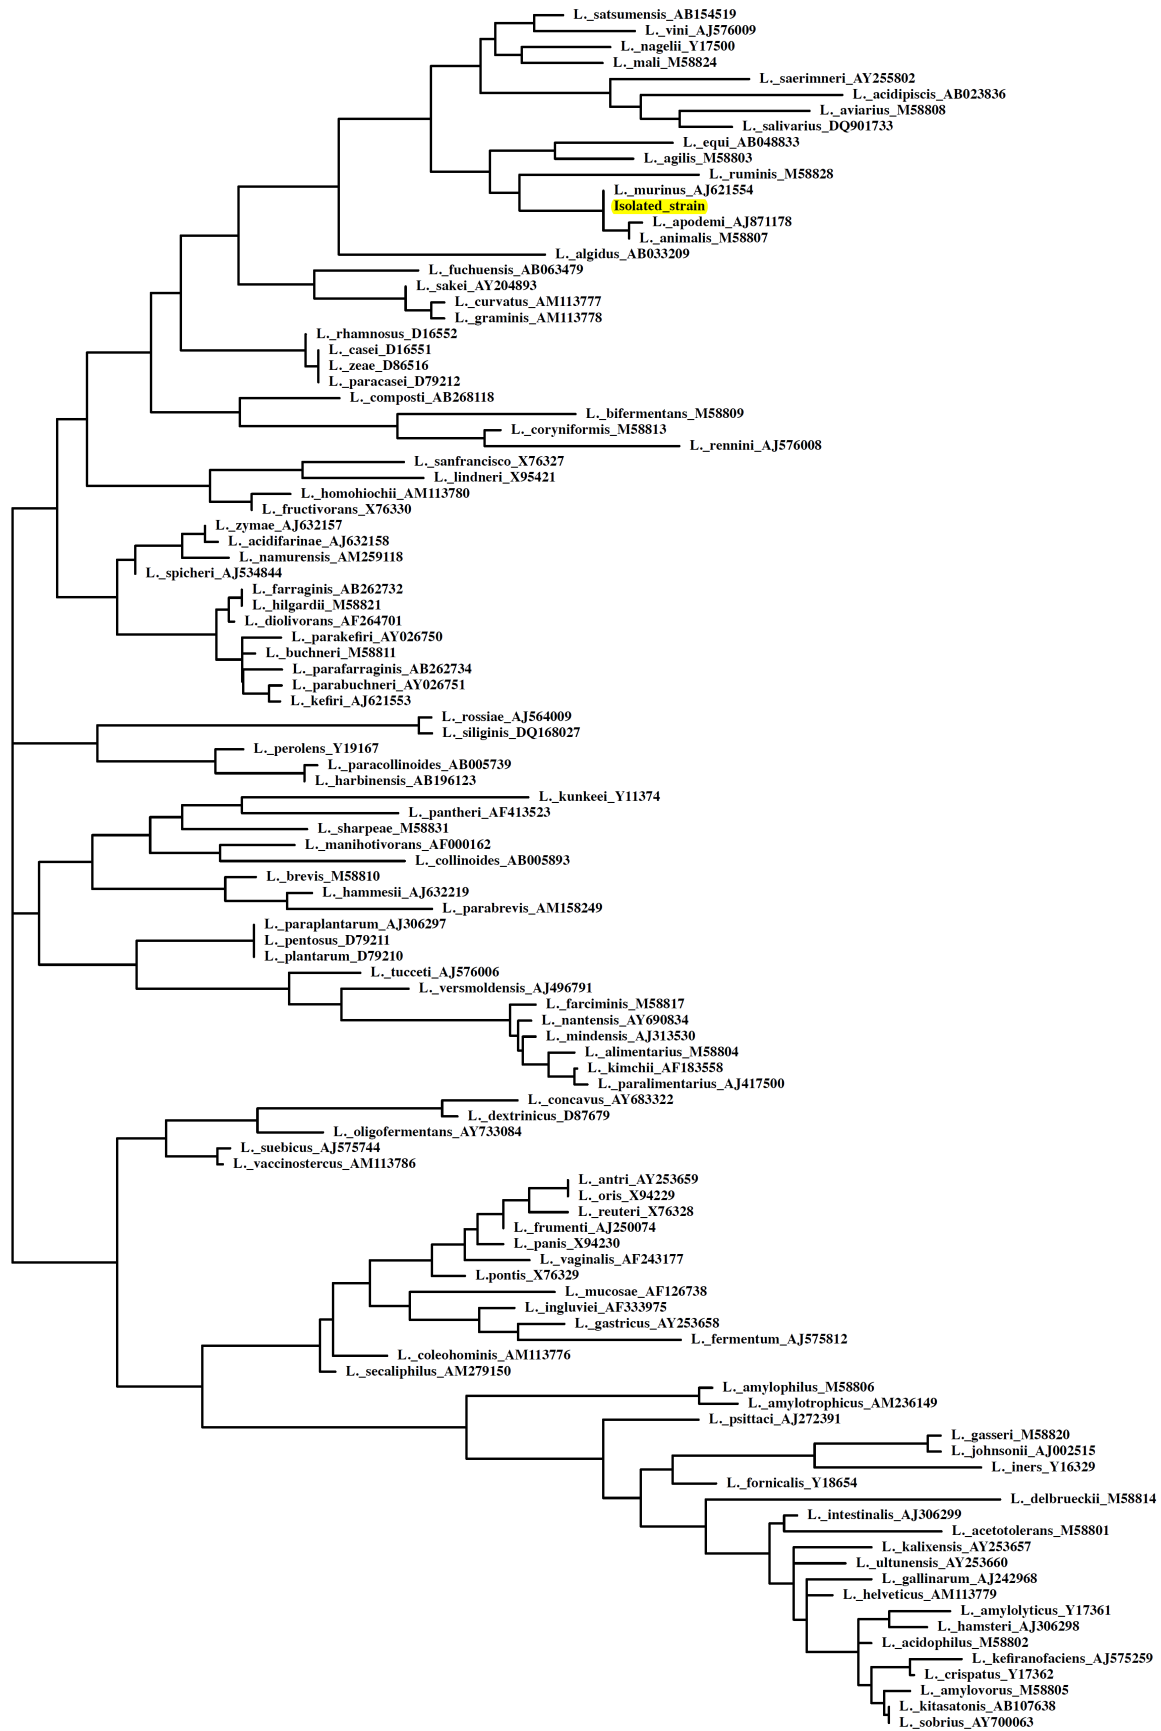 L._satsumensis_AB154519
L._vini_AJ576009
L._nagelii_Y17500
L._mali_M58824
L._saerimneri_AY255802
L._acidipiscis_AB023836
L._aviarius_M58808
L._salivarius_DQ901733
L._equi_AB048833
L._agilis_M58803
L._ruminis_M58828
L._murinus_AJ621554
Isolated_strain
L._apodemi_AJ871178
L._animalis_M58807
L._algidus_AB033209
L._fuchuensis_AB063479
L._sakei_AY204893
L._curvatus_AM113777
L._graminis_AM113778
L._rhamnosus_D16552
L._casei_D16551
L._zeae_D86516
L._paracasei_D79212
L._composti_AB268118
L._bifermentans_M58809
L._coryniformis_M58813
L._rennini_AJ576008
L._sanfrancisco_X76327
L._lindneri_X95421
L._homohiochii_AM113780
L._fructivorans_X76330
L._zymae_AJ632157
L._acidifarinae_AJ632158
L._namurensis_AM259118
L._spicheri_AJ534844
L._farraginis_AB262732
L._hilgardii_M58821
L._diolivorans_AF264701
L._parakefiri_AY026750
L._buchneri_M58811
L._parafarraginis_AB262734
L._parabuchneri_AY026751
L._kefiri_AJ621553
L._rossiae_AJ564009
L._siliginis_DQ168027
L._perolens_Y19167
L._paracollinoides_AB005739
L._harbinensis_AB196123
L._kunkeei_Y11374
L._pantheri_AF413523
L._sharpeae_M58831
L._manihotivorans_AF000162
L._collinoides_AB005893
L._brevis_M58810
L._hammesii_AJ632219
L._parabrevis_AM158249
L._paraplantarum_AJ306297
L._pentosus_D79211
L._plantarum_D79210
L._tucceti_AJ576006
L._versmoldensis_AJ496791
L._farciminis_M58817
L._nantensis_AY690834
L._mindensis_AJ313530
L._alimentarius_M58804
L._kimchii_AF183558
L._paralimentarius_AJ417500
L._concavus_AY683322
L._dextrinicus_D87679
L._oligofermentans_AY733084
L._suebicus_AJ575744
L._vaccinostercus_AM113786
L._antri_AY253659
L._oris_X94229
L._reuteri_X76328
L._frumenti_AJ250074
L._panis_X94230
L._vaginalis_AF243177
L.pontis_X76329
L._mucosae_AF126738
L._ingluviei_AF333975
L._gastricus_AY253658
L._fermentum_AJ575812
L._coleohominis_AM113776
L._secaliphilus_AM279150
L._amylophilus_M58806
L._amylotrophicus_AM236149
L._psittaci_AJ272391
L._gasseri_M58820
L._johnsonii_AJ002515
L._iners_Y16329
L._fornicalis_Y18654
L._delbrueckii_M58814
L._intestinalis_AJ306299
L._acetotolerans_M58801
L._kalixensis_AY253657
L._ultunensis_AY253660
L._gallinarum_AJ242968
L._helveticus_AM113779
L._amylolyticus_Y17361
L._hamsteri_AJ306298
L._acidophilus_M58802
L._kefiranofaciens_AJ575259
L._crispatus_Y17362
L._amylovorus_M58805
L._kitasatonis_AB107638
L._sobrius_AY700063